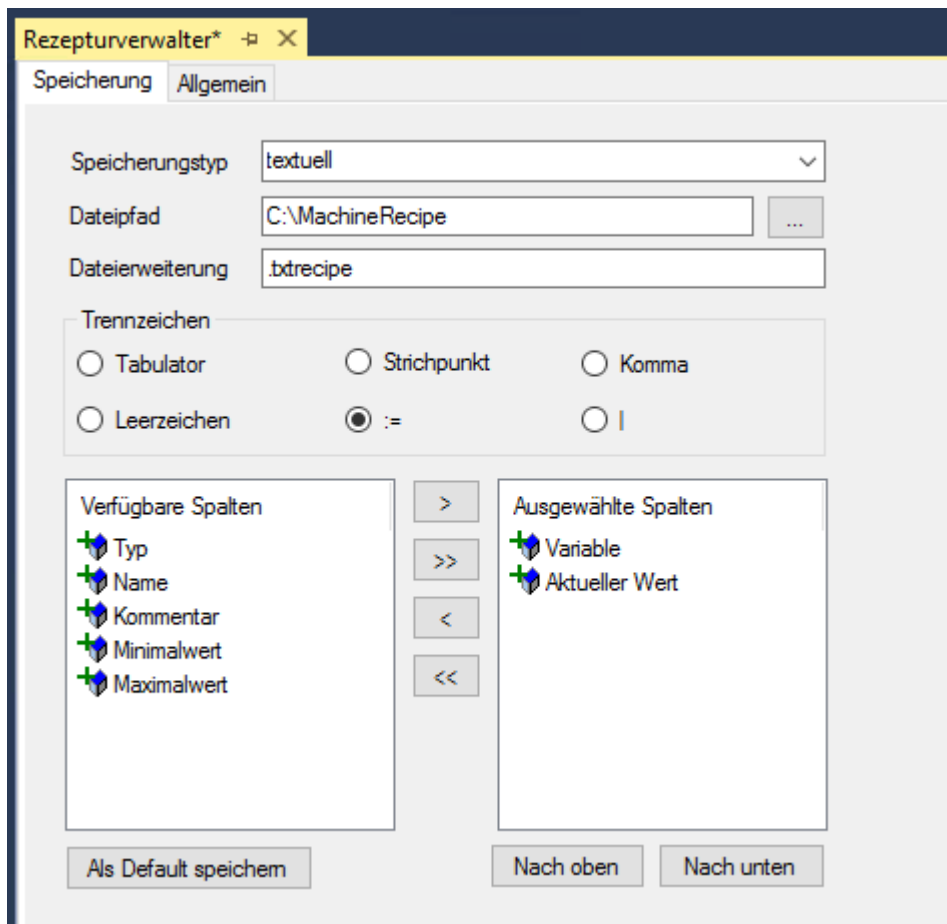 Rezepturverwalter*
Speicherung Allgemein
Speicherungstyp textuell
Dateipfad C:\MachineRecipe ...
Dateierweiterung .txtrecipe
Trennzeichen
Tabulator Strichpunkt Komma
Leerzeichen := |
Verfügbare Spalten > Ausgewählte Spalten
Typ Variable
Name >> Aktueller Wert
Kommentar <
Minimalwert
Maximalwert <<
Als Default speichern Nach oben Nach unten